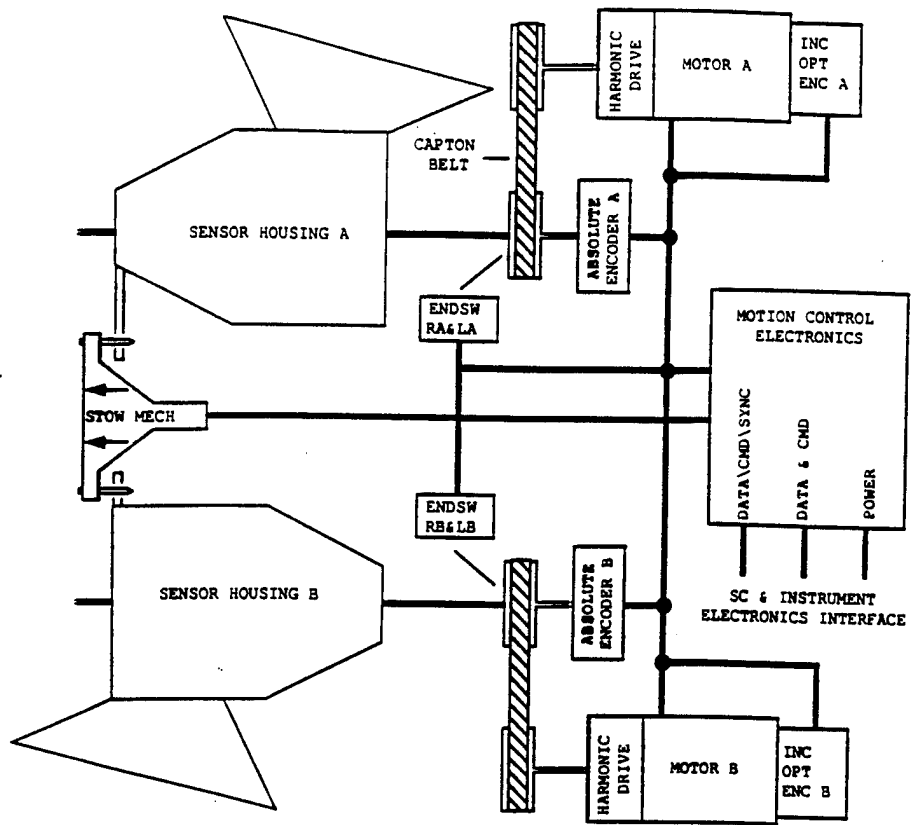 HARMONIC
DRIVE
MOTOR A
INC
OPT
ENC A
CAPTON
BELT
SENSOR HOUSING A
ABSOLUTE
ENCODER A
ENDSW
RA&LA
MOTION CONTROL
ELECTRONICS
STOW MECH
DATA\CMD\SYNC
DATA & CMD
POWER
ENDSW
RB&LB
SENSOR HOUSING B
ABSOLUTE
ENCODER B
SC & INSTRUMENT
ELECTRONICS INTERFACE
HARMONIC
DRIVE
MOTOR B
INC
OPT
ENC B